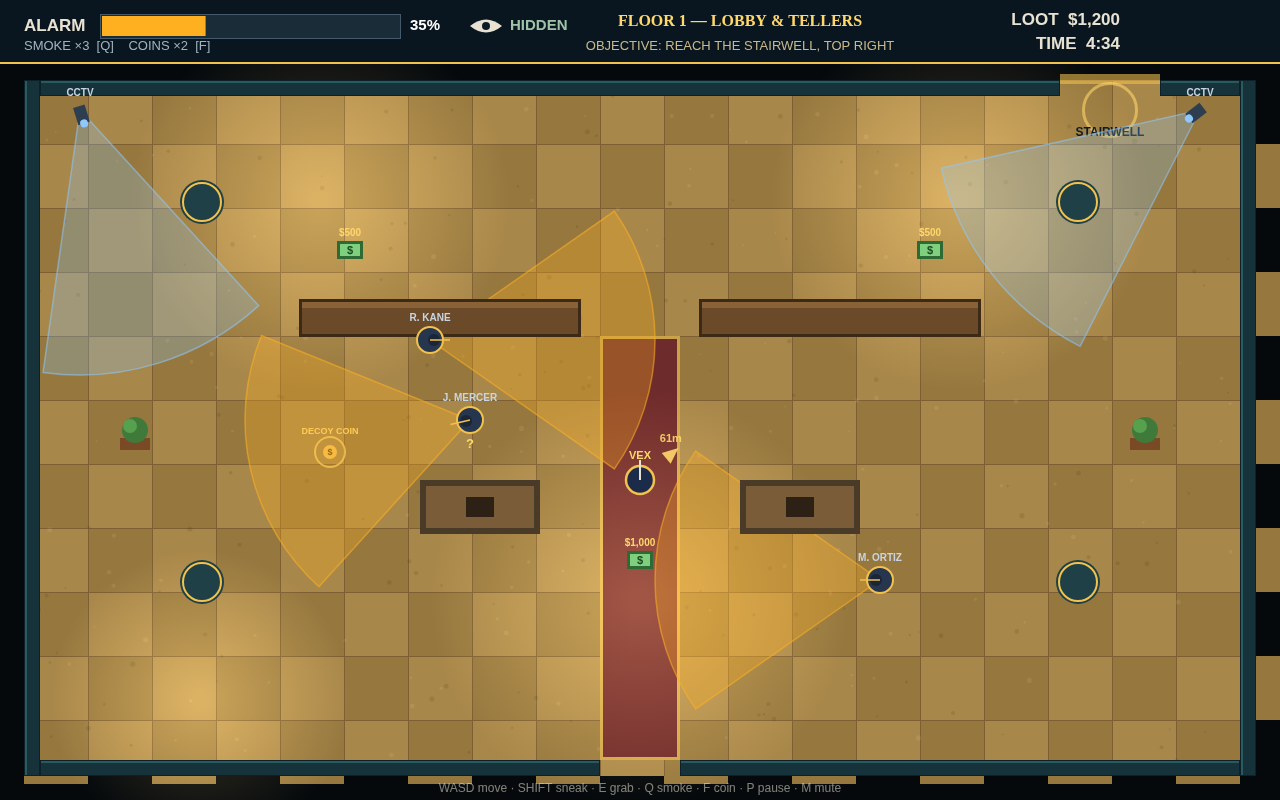 ALARM
35%
HIDDEN
FLOOR 1 — LOBBY & TELLERS
LOOT $1,200
SMOKE ×3 [Q] COINS ×2 [F]
OBJECTIVE: REACH THE STAIRWELL, TOP RIGHT
TIME 4:34
CCTV
CCTV
STAIRWELL
$500
$
$500
$
R. KANE
J. MERCER
?
DECOY COIN
$
61m
VEX
$1,000
$
M. ORTIZ
WASD move · SHIFT sneak · E grab · Q smoke · F coin · P pause · M mute